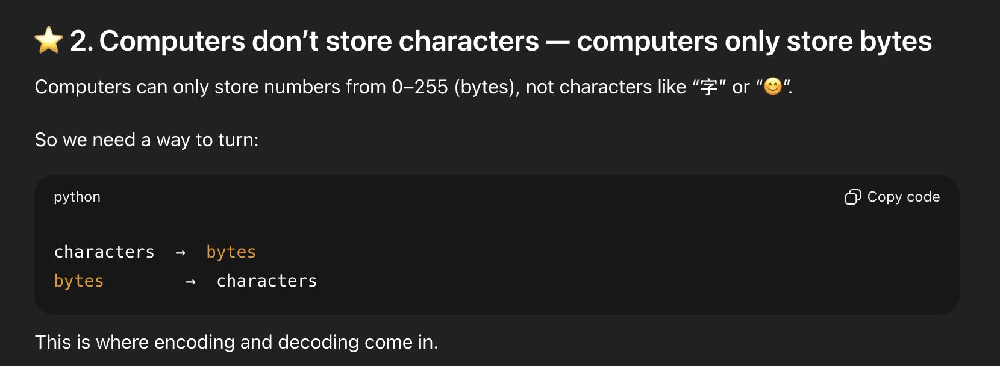 ⭐ 2. Computers don’t store characters — computers only store bytes
Computers can only store numbers from 0–255 (bytes), not characters like “字” or “😊”.
So we need a way to turn:
python
Copy code
characters  →  bytes
bytes        →  characters
This is where encoding and decoding come in.